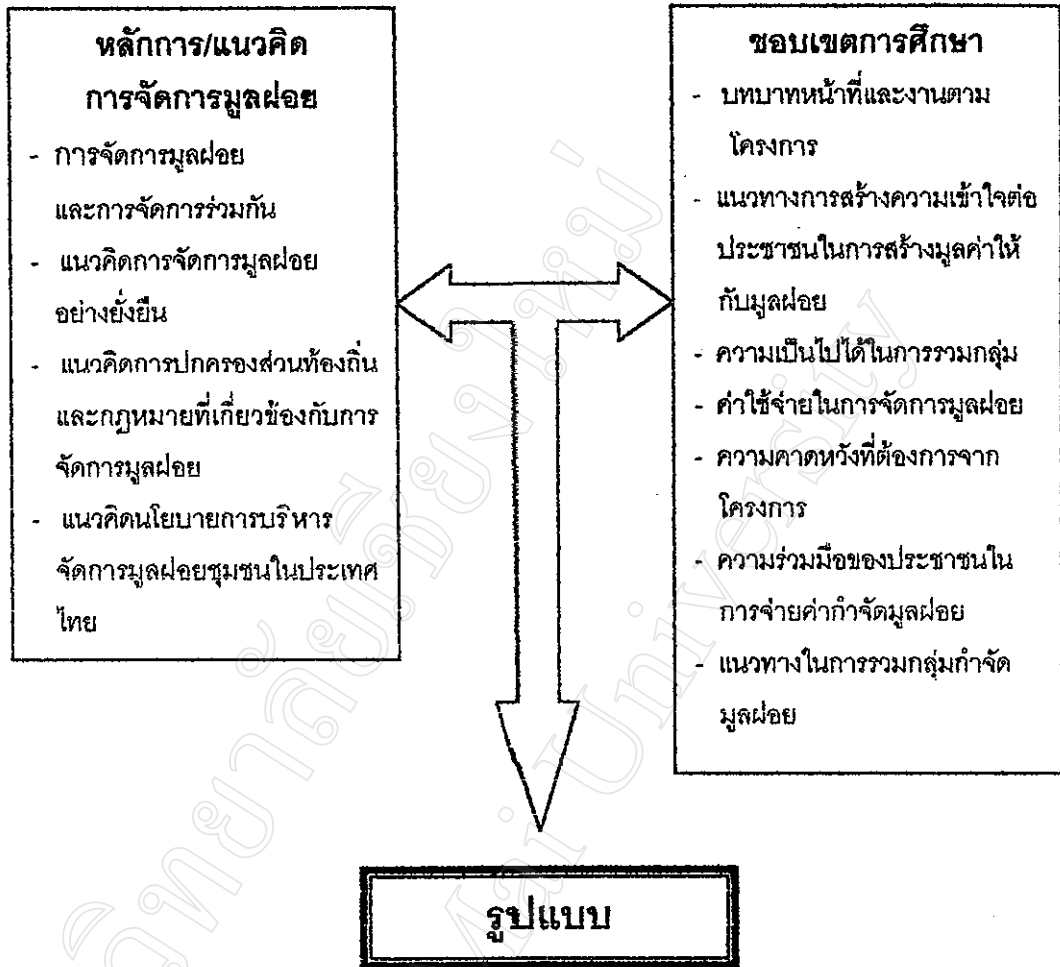 หลักการ/แนวคิด
การจัดการมูลฝอย
- การจัดการมูลฝอย
และการจัดการร่วมกัน
- แนวคิดการจัดการมูลฝอย
อย่างยั่งยืน
- แนวคิดการปกครองส่วนท้องถิ่น
และกฎหมายที่เกี่ยวข้องกับการ
จัดการมูลฝอย
- แนวคิดนโยบายการบริหาร
จัดการมูลฝอยชุมชนในประเทศ
ไทย
ขอบเขตการศึกษา
- บทบาทหน้าที่และงานตาม
โครงการ
- แนวทางการสร้างความเข้าใจต่อ
ประชาชนในการสร้างมูลค่าให้
กับมูลฝอย
- ความเป็นไปได้ในการรวมกลุ่ม
- ค่าใช้จ่ายในการจัดการมูลฝอย
- ความคาดหวังที่ต้องการจาก
โครงการ
- ความร่วมมือของประชาชนใน
การจ่ายค่ากำจัดมูลฝอย
- แนวทางในการรวมกลุ่มกำจัด
มูลฝอย
รูปแบบ
วิทยาลัยเชียงใหม่
Mai University